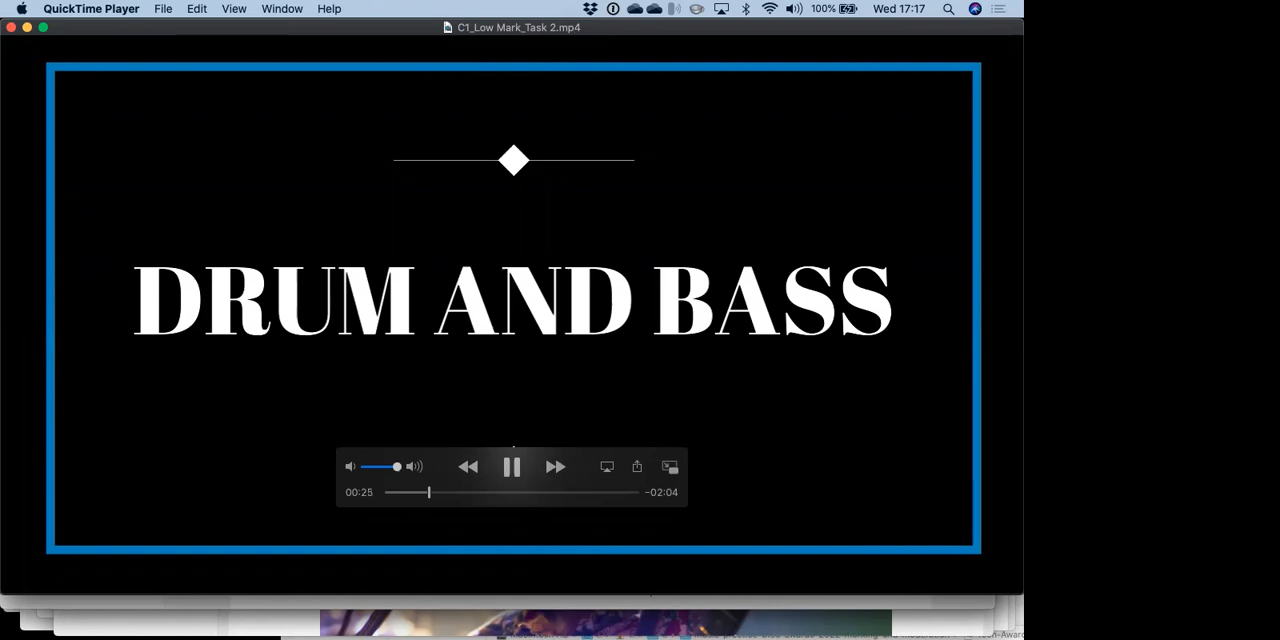 QuickTime Player File Edit View Window Help 100% Wed 17:17
C1_Low Mark_Task 2.mp4
DRUM AND BASS
00:25 -02:04